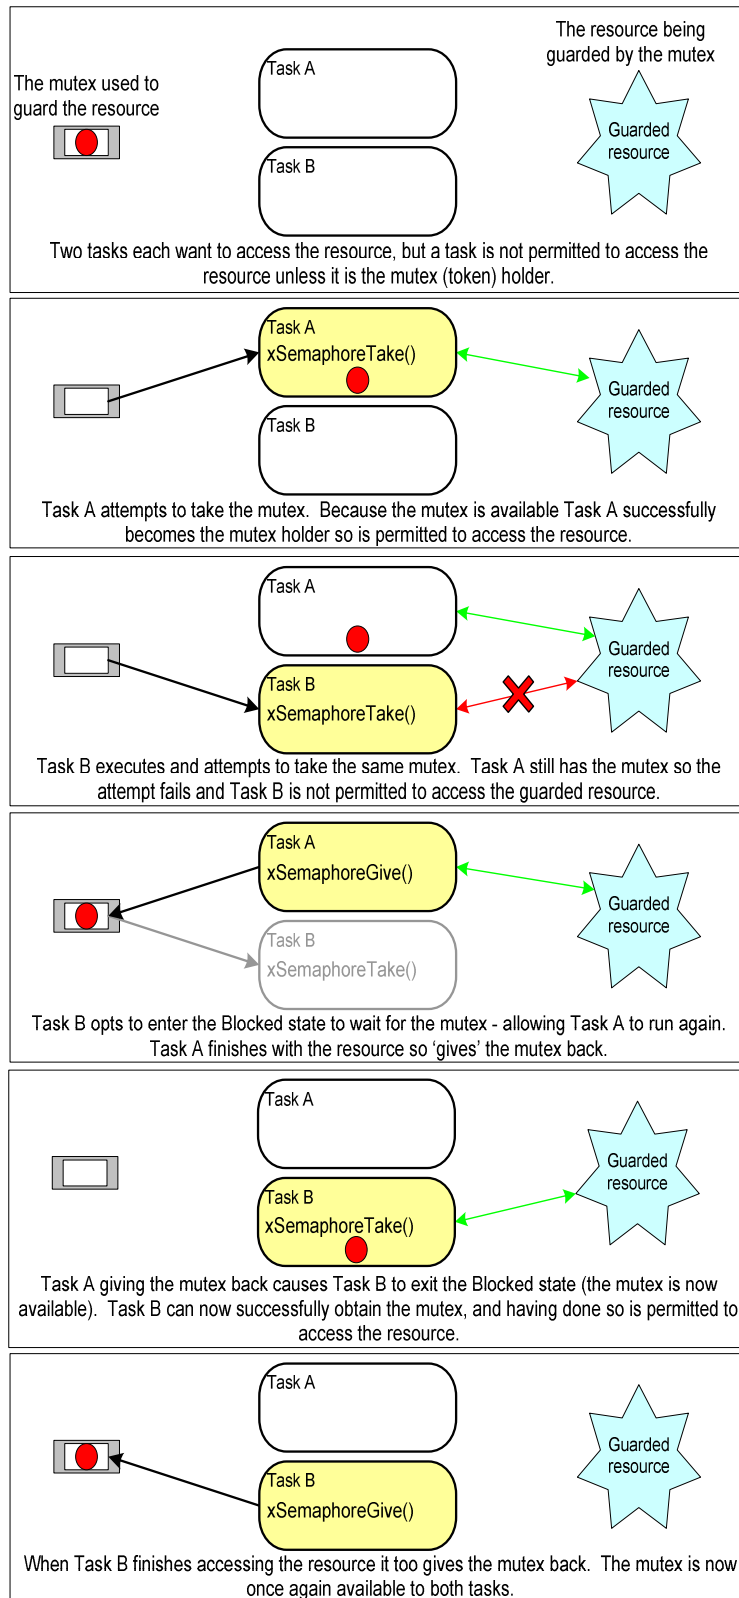 The resource being
guarded by the mutex
The mutex used to
guard the resource
Task A
Task B
Guarded
resource
Two tasks each want to access the resource, but a task is not permitted to access the
resource unless it is the mutex (token) holder.
Task A
xSemaphoreTake()
Task B
Guarded
resource
Task A attempts to take the mutex.  Because the mutex is available Task A successfully
becomes the mutex holder so is permitted to access the resource.
Task A
Task B
xSemaphoreTake()
Guarded
resource
Task B executes and attempts to take the same mutex.  Task A still has the mutex so the
attempt fails and Task B is not permitted to access the guarded resource.
Task A
xSemaphoreGive()
Task B
xSemaphoreTake()
Guarded
resource
Task B opts to enter the Blocked state to wait for the mutex - allowing Task A to run again.
Task A finishes with the resource so ‘gives’ the mutex back.
Task A
Task B
xSemaphoreTake()
Guarded
resource
Task A giving the mutex back causes Task B to exit the Blocked state (the mutex is now
available).  Task B can now successfully obtain the mutex, and having done so is permitted to
access the resource.
Task A
Task B
xSemaphoreGive()
Guarded
resource
When Task B finishes accessing the resource it too gives the mutex back.  The mutex is now
once again available to both tasks.